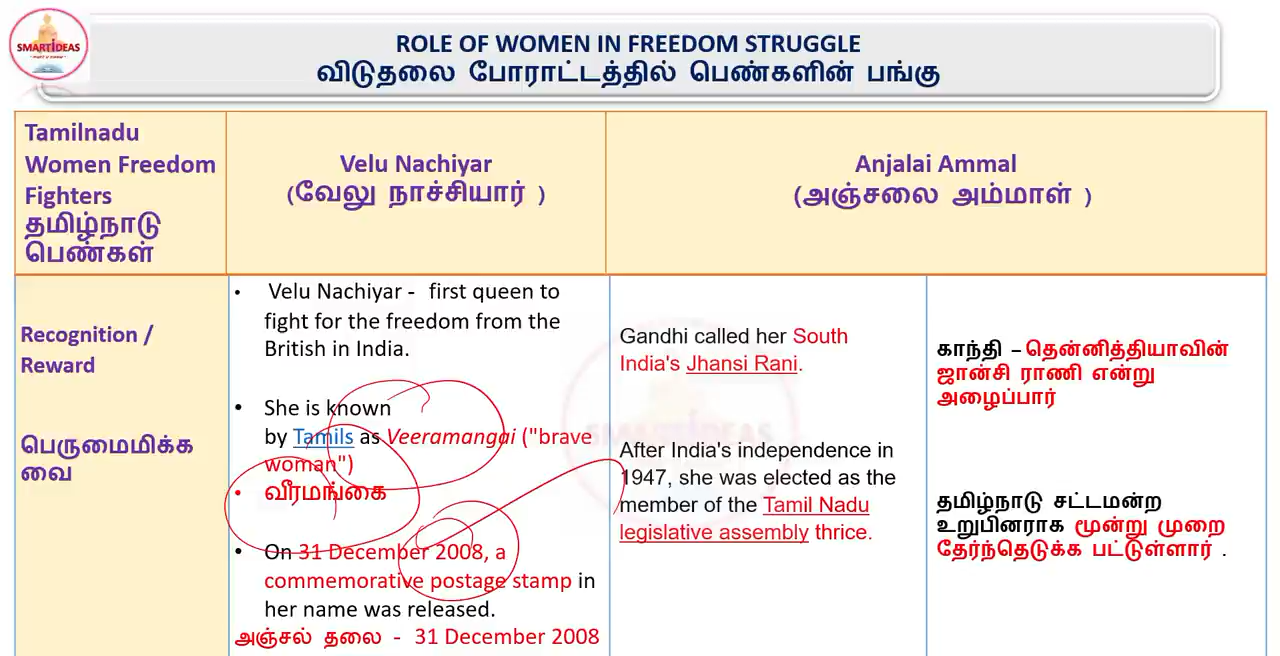 SMARTIDEAS
ROLE OF WOMEN IN FREEDOM STRUGGLE
விடுதலை போராட்டத்தில் பெண்களின் பங்கு
Tamilnadu
Women Freedom
Fighters
தமிழ்நாடு
பெண்கள்
Velu Nachiyar
(வேலு நாச்சியார் )
Anjalai Ammal
(அஞ்சலை அம்மாள் )
Recognition /
Reward
பெருமைமிக்க
வை
• Velu Nachiyar - first queen to
fight for the freedom from the
British in India.
• She is known
by Tamils as Veeramangai ("brave
woman")
• வீரமங்கை
• On 31 December 2008, a
commemorative postage stamp in
her name was released.
அஞ்சல் தலை - 31 December 2008
Gandhi called her South
India's Jhansi Rani.
After India's independence in
1947, she was elected as the
member of the Tamil Nadu
legislative assembly thrice.
காந்தி – தென்னித்தியாவின்
ஜான்சி ராணி என்று
அழைப்பார்
தமிழ்நாடு சட்டமன்ற
உறுபினராக மூன்று முறை
தேர்ந்தெடுக்க பட்டுள்ளார் .